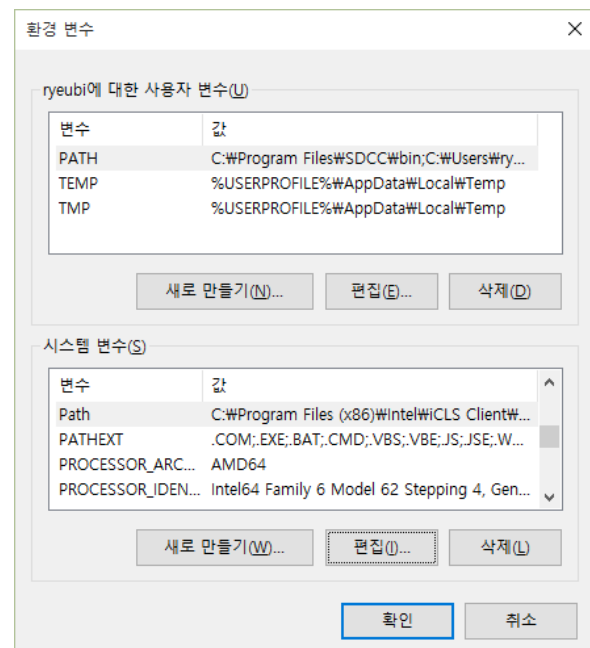 환경 변수
ryeubi에 대한 사용자 변수(U)
변수 값
PATH C:₩Program Files₩SDCC₩bin;C:₩Users₩ry...
TEMP %USERPROFILE%₩AppData₩Local₩Temp
TMP %USERPROFILE%₩AppData₩Local₩Temp
새로 만들기(N)... 편집(E)... 삭제(D)
시스템 변수(S)
변수 값
Path C:₩Program Files (x86)₩Intel₩iCLS Client₩...
PATHEXT .COM;.EXE;.BAT;.CMD;.VBS;.VBE;.JS;.JSE;.W...
PROCESSOR_ARC... AMD64
PROCESSOR_IDEN... Intel64 Family 6 Model 62 Stepping 4, Gen...
새로 만들기(W)... 편집(I)... 삭제(L)
확인 취소